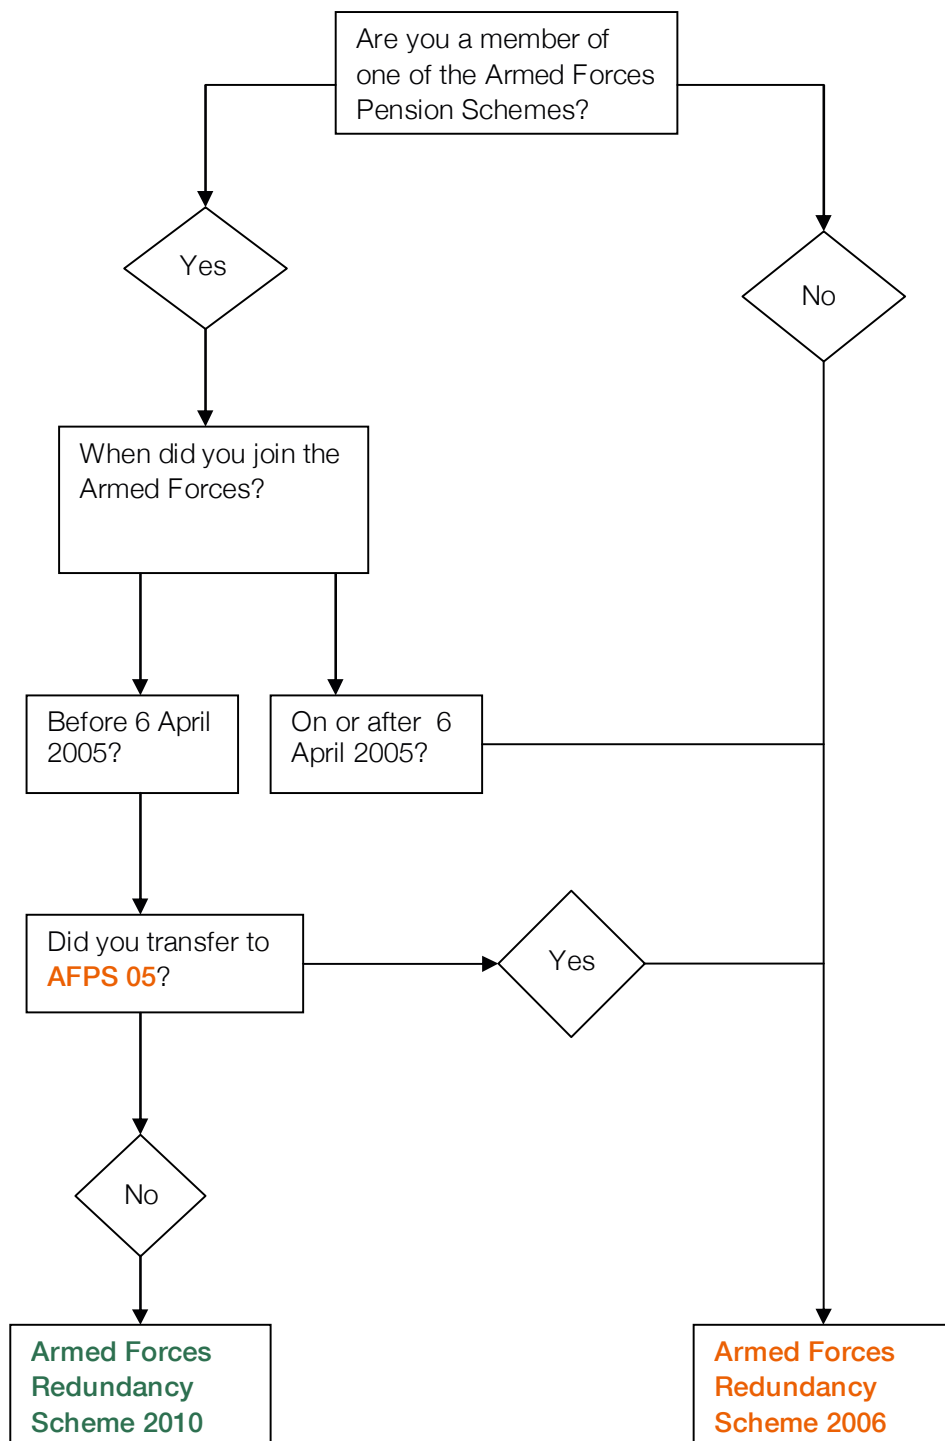 Are you a member of
one of the Armed Forces
Pension Schemes?
Yes
No
When did you join the
Armed Forces?
Before 6 April
2005?
On or after  6
April 2005?
Did you transfer to
AFPS 05?
Yes
No
Armed Forces
Redundancy
Scheme 2010
Armed Forces
Redundancy
Scheme 2006